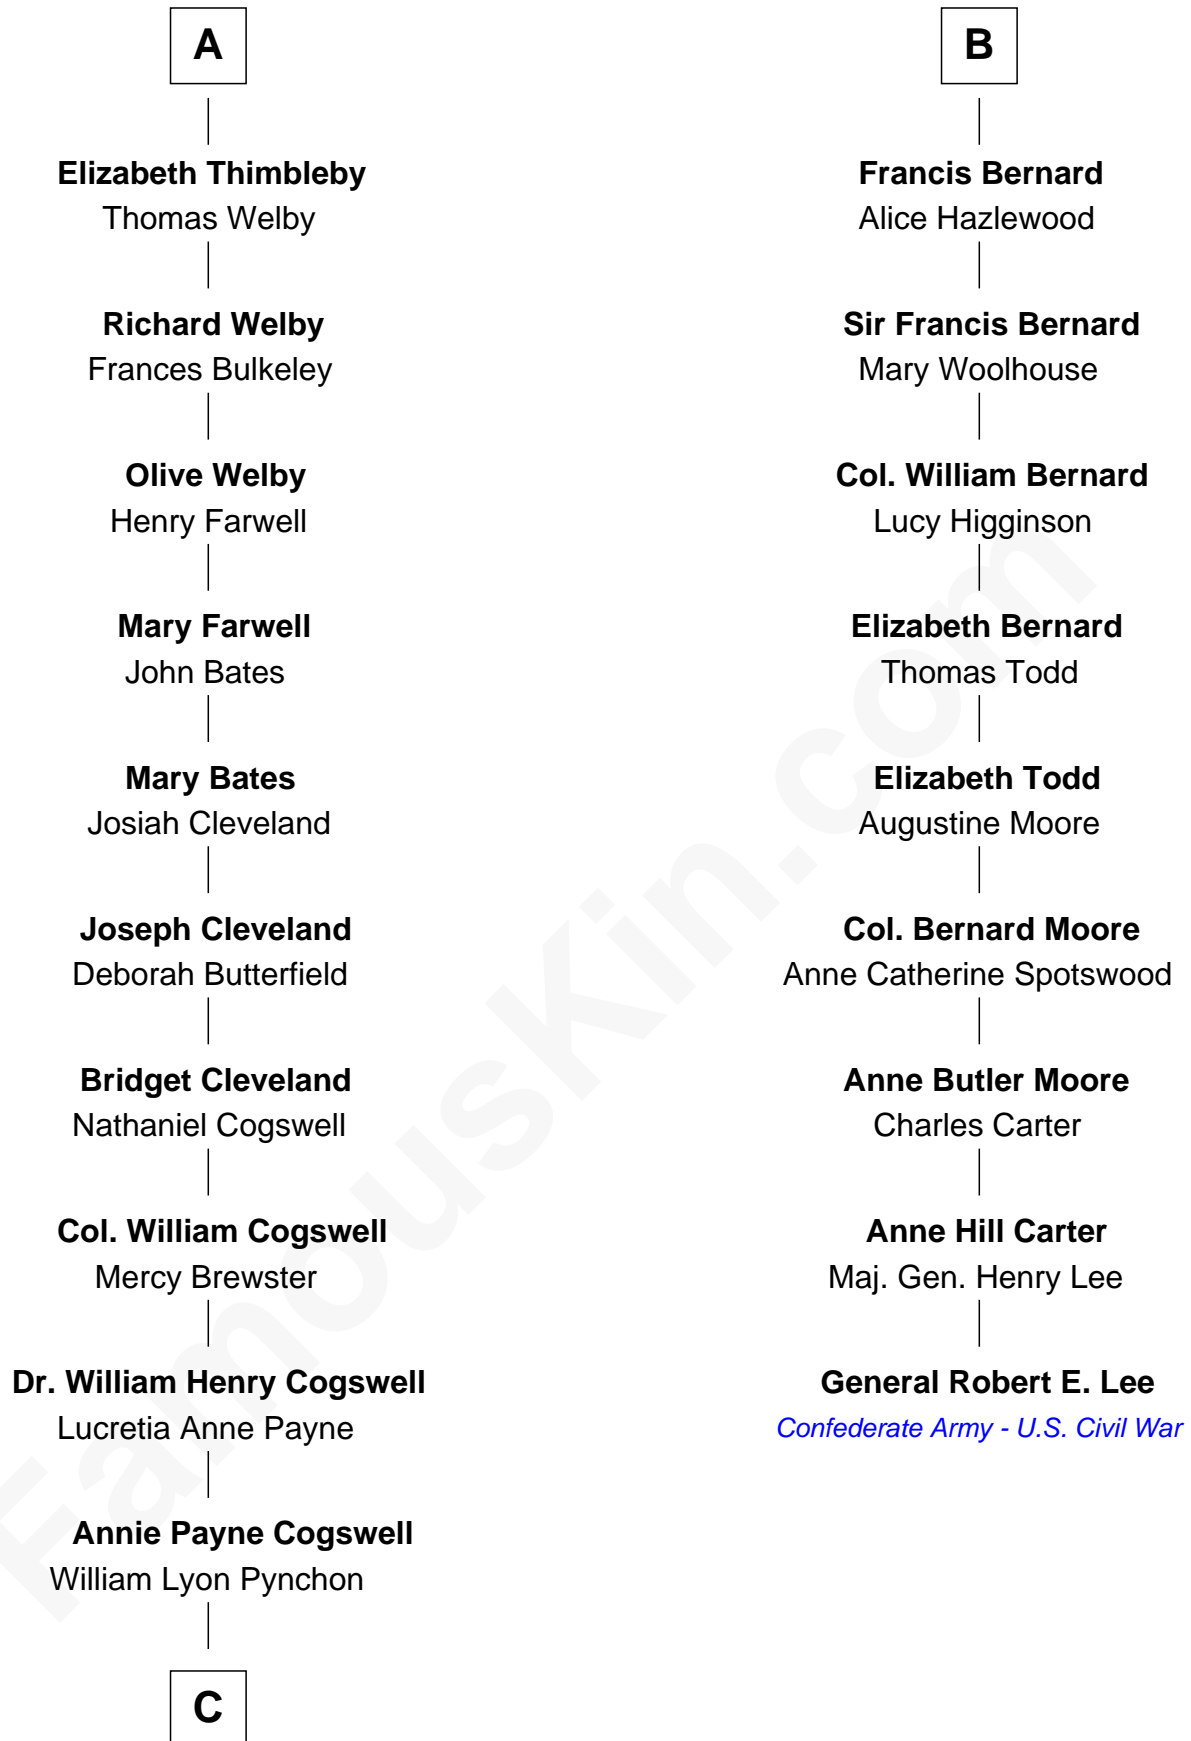 A
Elizabeth Thimbleby
Thomas Welby
Richard Welby
Frances Bulkeley
Olive Welby
Henry Farwell
Mary Farwell
John Bates
Mary Bates
Josiah Cleveland
Joseph Cleveland
Deborah Butterfield
Bridget Cleveland
Nathaniel Cogswell
Col. William Cogswell
Mercy Brewster
Dr. William Henry Cogswell
Lucretia Anne Payne
Annie Payne Cogswell
William Lyon Pynchon
C
B
Francis Bernard
Alice Hazlewood
Sir Francis Bernard
Mary Woolhouse
Col. William Bernard
Lucy Higginson
Elizabeth Bernard
Thomas Todd
Elizabeth Todd
Augustine Moore
Col. Bernard Moore
Anne Catherine Spotswood
Anne Butler Moore
Charles Carter
Anne Hill Carter
Maj. Gen. Henry Lee
General Robert E. Lee
Confederate Army - U.S. Civil War
FamousKin.com